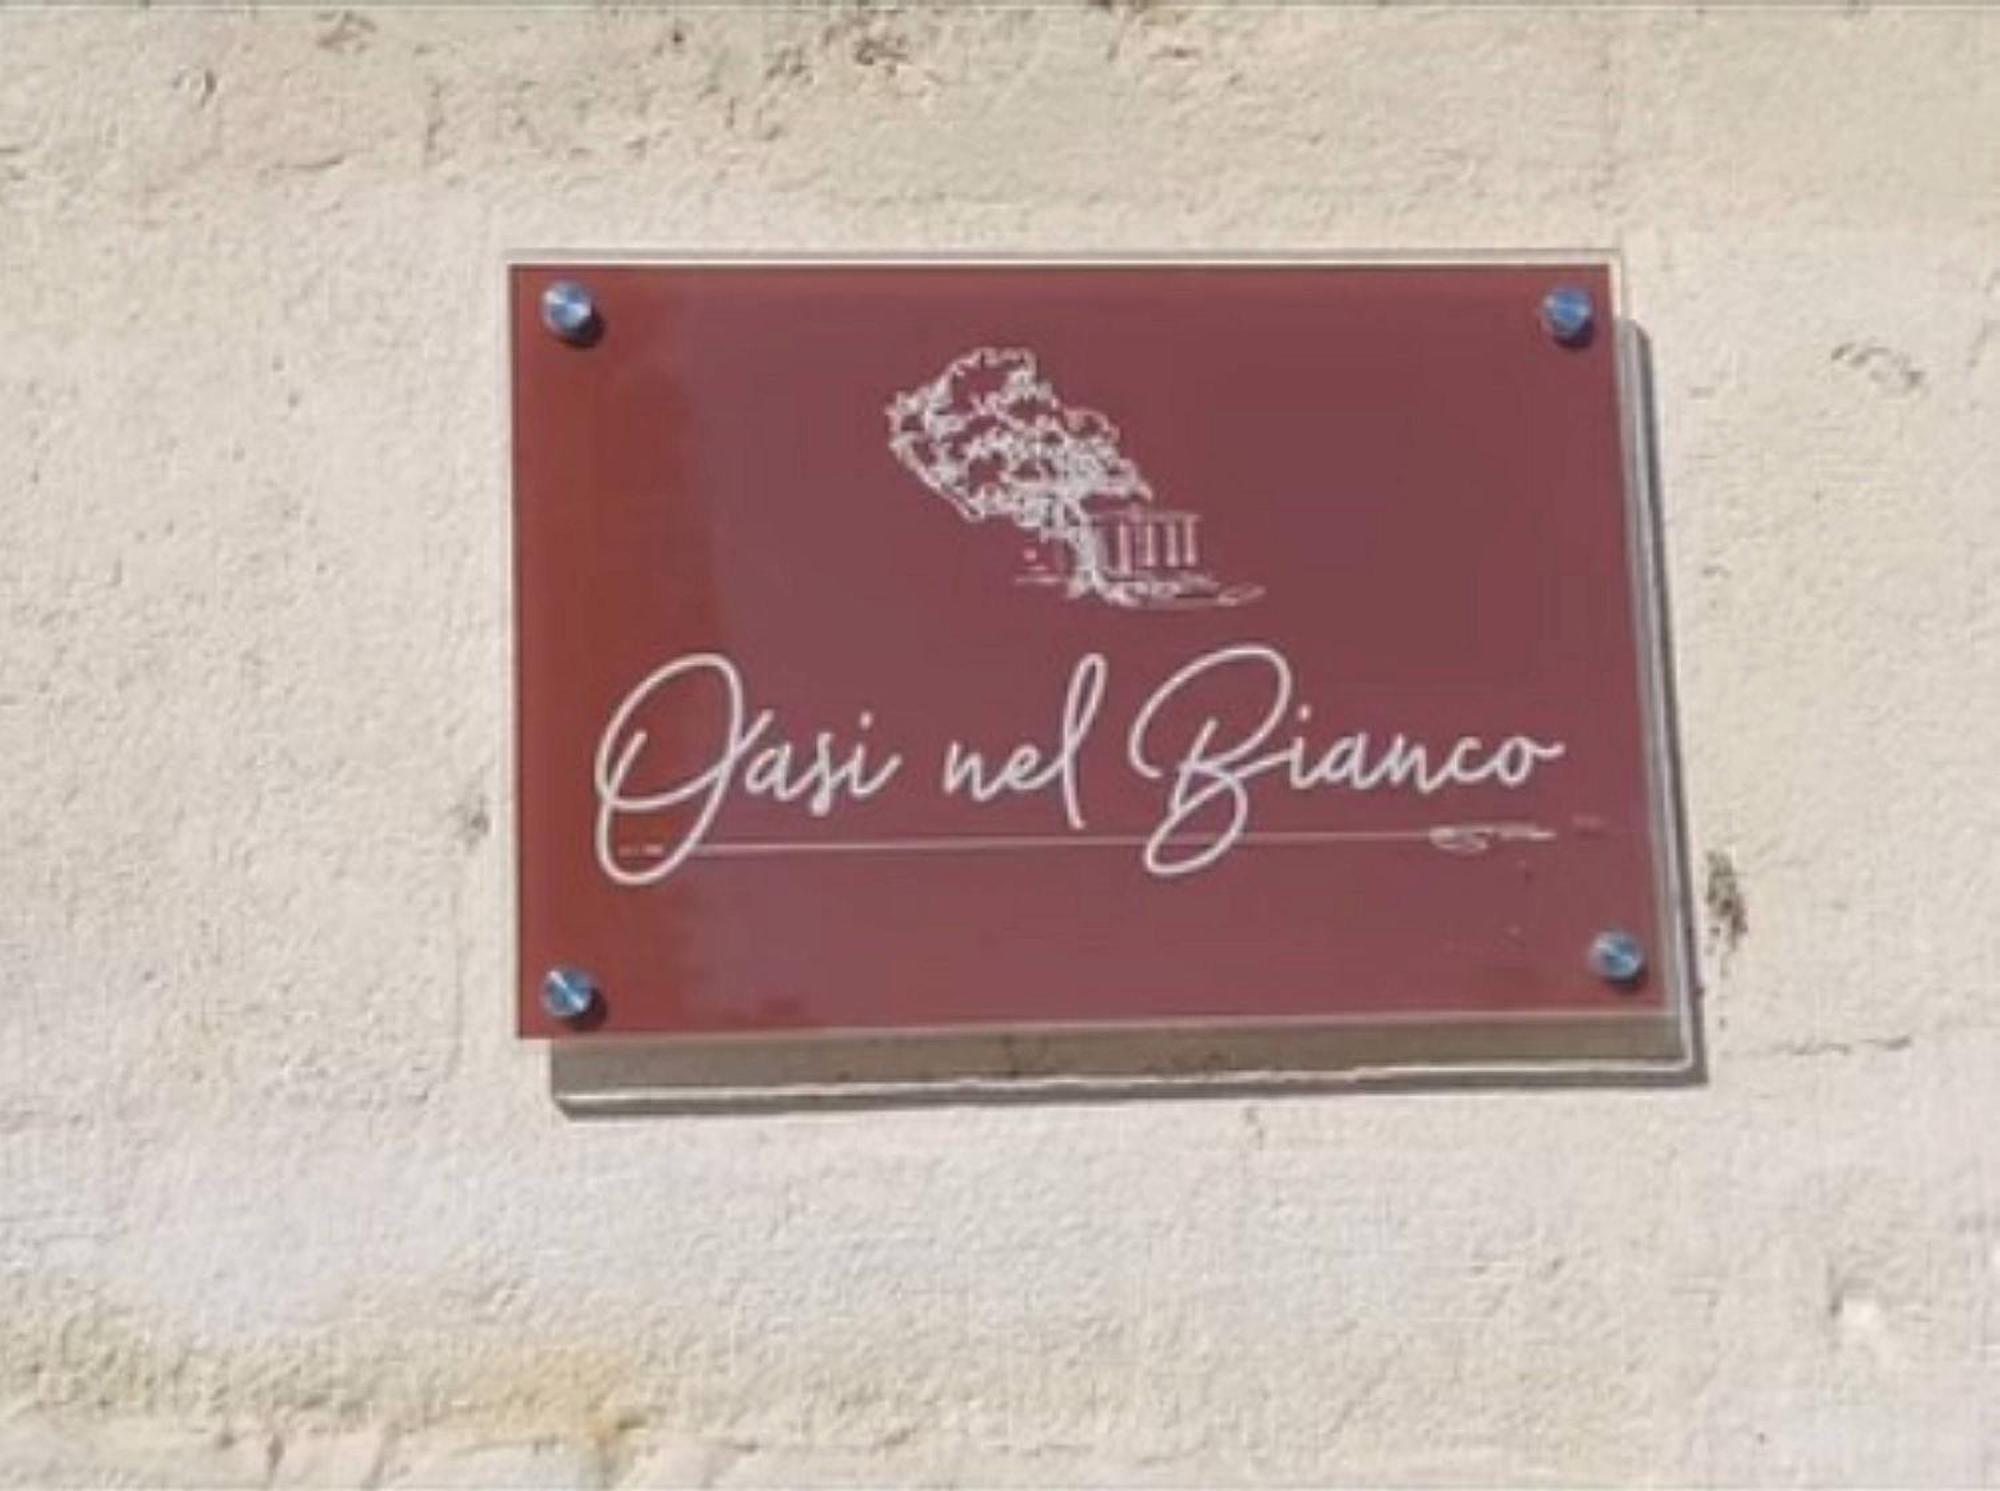 Oasi nel Bianco